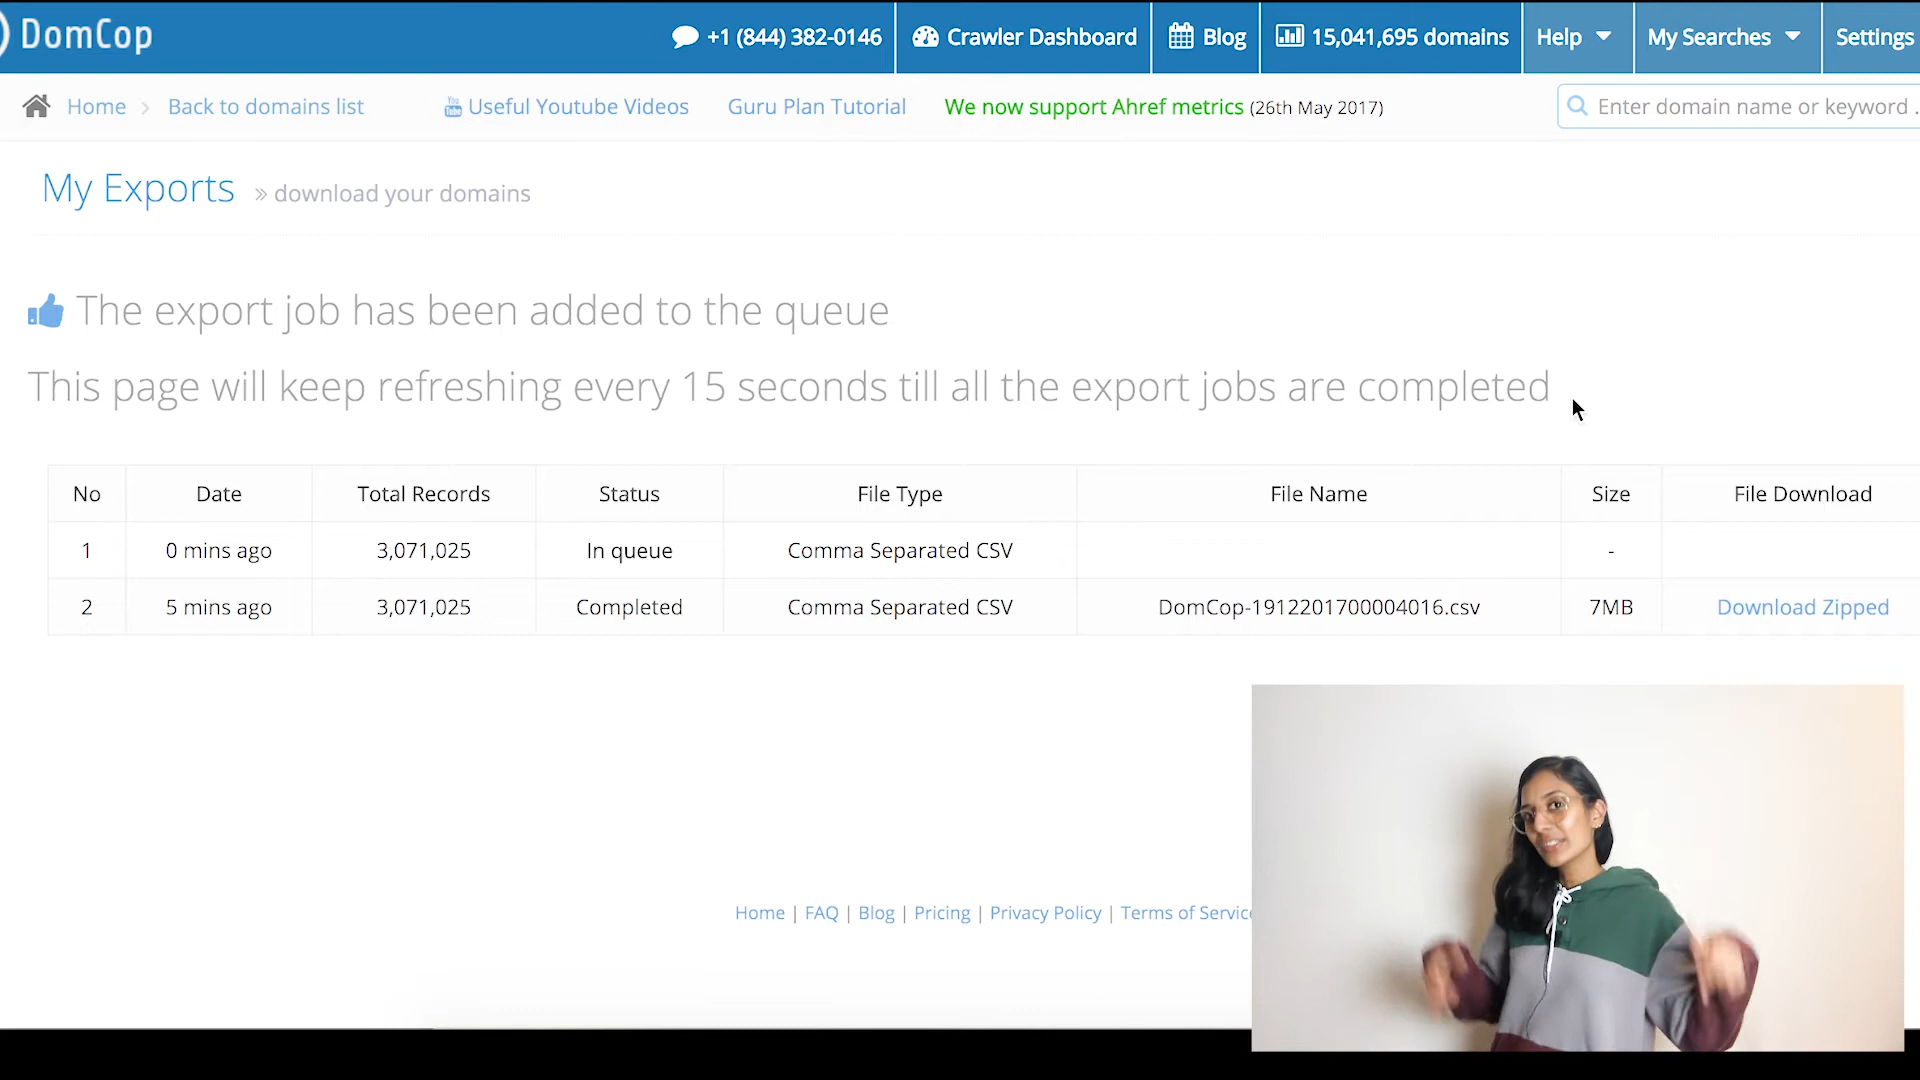 DomCop
+1 (844) 382-0146
Crawler Dashboard
Blog
15,041,695 domains
Help
My Searches
Settings
Home
Back to domains list
You Tube
Useful Youtube Videos
Guru Plan Tutorial
We now support Ahref metrics (26th May 2017)
Enter domain name or keyword .
My Exports » download your domains
The export job has been added to the queue
This page will keep refreshing every 15 seconds till all the export jobs are completed
No Date Total Records Status File Type File Name Size File Download
1 0 mins ago 3,071,025 In queue Comma Separated CSV -
2 5 mins ago 3,071,025 Completed Comma Separated CSV DomCop-1912201700004016.csv 7MB Download Zipped
Home | FAQ | Blog | Pricing | Privacy Policy | Terms of Service